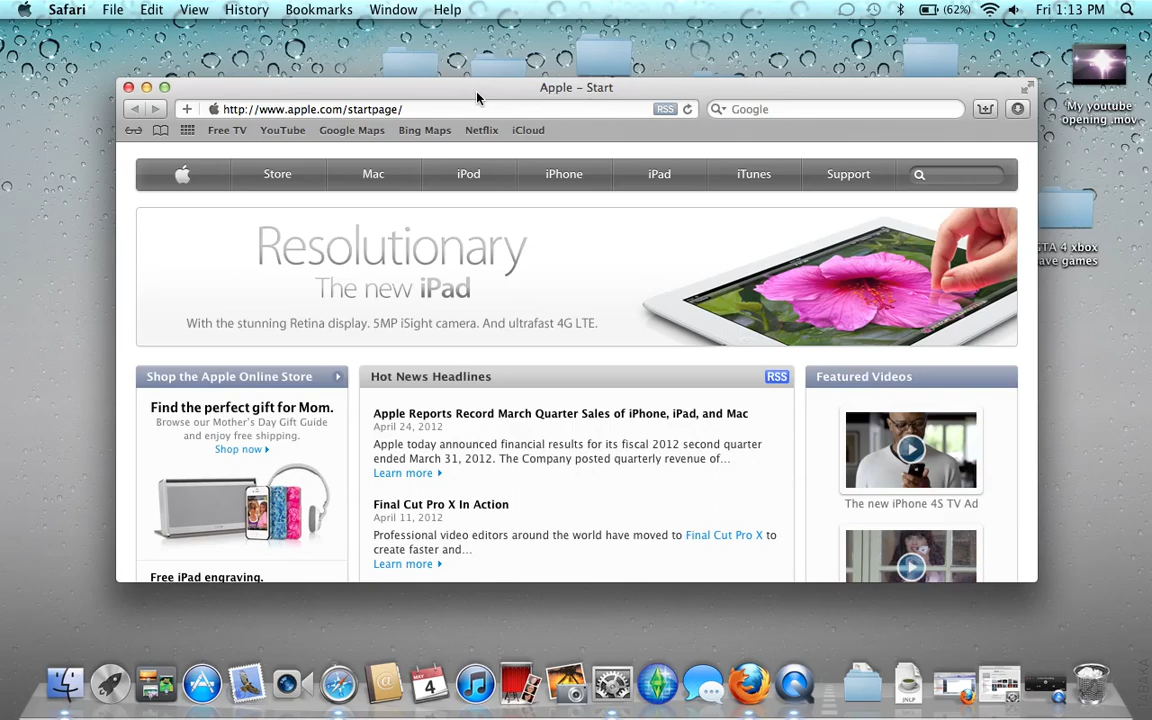 Safari File Edit View History Bookmarks Window Help (62%) Fri 1:13 PM
Apple – Start
http://www.apple.com/startpage/ RSS Google
Free TV YouTube Google Maps Bing Maps Netflix iCloud
My youtube
opening .mov
Store Mac iPod iPhone iPad iTunes Support
Resolutionary
The new iPad
With the stunning Retina display. 5MP iSight camera. And ultrafast 4G LTE.
GTA 4 xbox
ave games
Shop the Apple Online Store
Find the perfect gift for Mom.
Browse our Mother's Day Gift Guide
and enjoy free shipping.
Shop now
Free iPad engraving.
Hot News Headlines RSS
Apple Reports Record March Quarter Sales of iPhone, iPad, and Mac
April 24, 2012
Apple today announced financial results for its fiscal 2012 second quarter
ended March 31, 2012. The Company posted quarterly revenue of…
Learn more
Final Cut Pro X In Action
April 11, 2012
Professional video editors around the world have moved to Final Cut Pro X to
create faster and…
Learn more
Featured Videos
The new iPhone 4S TV Ad
MAY
4
JNLP